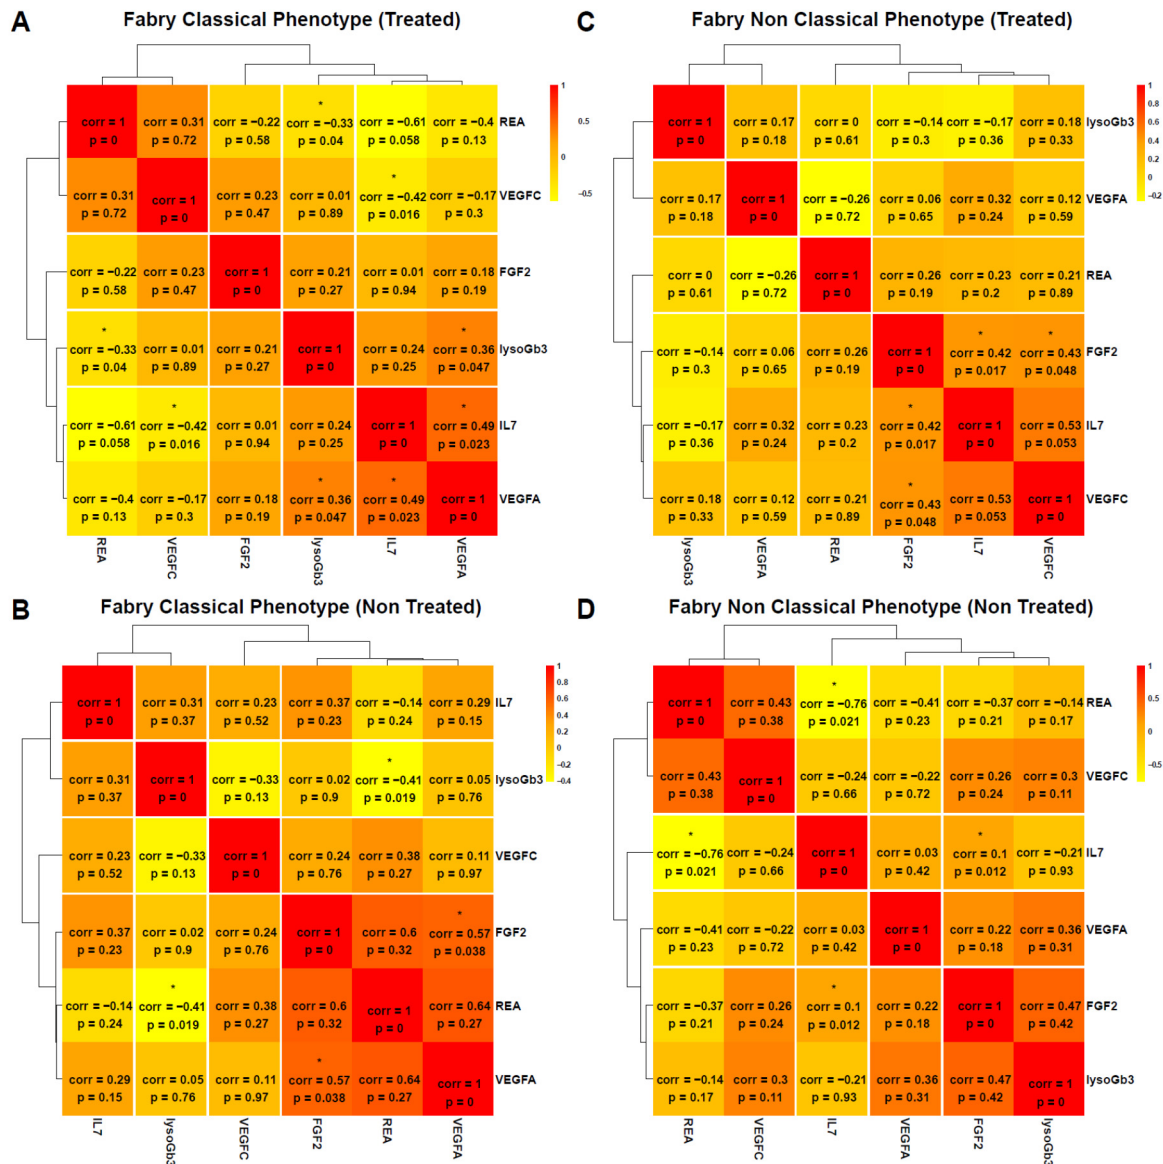 A
Fabry Classical Phenotype (Treated)
corr = 1 corr = 0.31 corr = −0.22 * corr = −0.33 corr = −0.61 corr = −0.4 REA
p = 0 p = 0.72 p = 0.58 p = 0.04 p = 0.058 p = 0.13
corr = 0.31 corr = 1 corr = 0.23 corr = 0.01 * corr = −0.42 corr = −0.17 VEGFC
p = 0.72 p = 0 p = 0.47 p = 0.89 p = 0.016 p = 0.3
corr = −0.22 corr = 0.23 corr = 1 corr = 0.21 corr = 0.01 corr = 0.18 FGF2
p = 0.58 p = 0.47 p = 0 p = 0.27 p = 0.94 p = 0.19
* corr = −0.33 corr = 0.01 corr = 0.21 corr = 1 corr = 0.24 * corr = 0.36 lysoGb3
p = 0.04 p = 0.89 p = 0.27 p = 0 p = 0.25 p = 0.047
corr = −0.61 * corr = −0.42 corr = 0.01 corr = 0.24 corr = 1 * corr = 0.49 IL7
p = 0.058 p = 0.016 p = 0.94 p = 0.25 p = 0 p = 0.023
corr = −0.4 corr = −0.17 corr = 0.18 * corr = 0.36 * corr = 0.49 corr = 1 VEGFA
p = 0.13 p = 0.3 p = 0.19 p = 0.047 p = 0.023 p = 0
REA VEGFC FGF2 lysoGb3 IL7 VEGFA
1
0.5
0
−0.5
C
Fabry Non Classical Phenotype (Treated)
corr = 1 corr = 0.17 corr = 0 corr = −0.14 corr = −0.17 corr = 0.18 lysoGb3
p = 0 p = 0.18 p = 0.61 p = 0.3 p = 0.36 p = 0.33
corr = 0.17 corr = 1 corr = −0.26 corr = 0.06 corr = 0.32 corr = 0.12 VEGFA
p = 0.18 p = 0 p = 0.72 p = 0.65 p = 0.24 p = 0.59
corr = 0 corr = −0.26 corr = 1 corr = 0.26 corr = 0.23 corr = 0.21 REA
p = 0.61 p = 0.72 p = 0 p = 0.19 p = 0.2 p = 0.89
corr = −0.14 corr = 0.06 corr = 0.26 corr = 1 * corr = 0.42 * corr = 0.43 FGF2
p = 0.3 p = 0.65 p = 0.19 p = 0 p = 0.017 p = 0.048
corr = −0.17 corr = 0.32 corr = 0.23 * corr = 0.42 corr = 1 corr = 0.53 IL7
p = 0.36 p = 0.24 p = 0.2 p = 0.017 p = 0 p = 0.053
corr = 0.18 corr = 0.12 corr = 0.21 * corr = 0.43 corr = 0.53 corr = 1 VEGFC
p = 0.33 p = 0.59 p = 0.89 p = 0.048 p = 0.053 p = 0
lysoGb3 VEGFA REA FGF2 IL7 VEGFC
1
0.8
0.6
0.4
0.2
0
−0.2
B
Fabry Classical Phenotype (Non Treated)
corr = 1 corr = 0.31 corr = 0.23 corr = 0.37 corr = −0.14 corr = 0.29 IL7
p = 0 p = 0.37 p = 0.52 p = 0.23 p = 0.24 p = 0.15
corr = 0.31 corr = 1 corr = −0.33 corr = 0.02 * corr = −0.41 corr = 0.05 lysoGb3
p = 0.37 p = 0 p = 0.13 p = 0.9 p = 0.019 p = 0.76
corr = 0.23 corr = −0.33 corr = 1 corr = 0.24 corr = 0.38 corr = 0.11 VEGFC
p = 0.52 p = 0.13 p = 0 p = 0.76 p = 0.27 p = 0.97
corr = 0.37 corr = 0.02 corr = 0.24 corr = 1 corr = 0.6 * corr = 0.57 FGF2
p = 0.23 p = 0.9 p = 0.76 p = 0 p = 0.32 p = 0.038
corr = −0.14 * corr = −0.41 corr = 0.38 corr = 0.6 corr = 1 corr = 0.64 REA
p = 0.24 p = 0.019 p = 0.27 p = 0.32 p = 0 p = 0.27
corr = 0.29 corr = 0.05 corr = 0.11 * corr = 0.57 corr = 0.64 corr = 1 VEGFA
p = 0.15 p = 0.76 p = 0.97 p = 0.038 p = 0.27 p = 0
IL7 lysoGb3 VEGFC FGF2 REA VEGFA
1
0.8
0.6
0.4
0.2
0
−0.2
−0.4
D
Fabry Non Classical Phenotype (Non Treated)
corr = 1 corr = 0.43 * corr = −0.76 corr = −0.41 corr = −0.37 corr = −0.14 REA
p = 0 p = 0.38 p = 0.021 p = 0.23 p = 0.21 p = 0.17
corr = 0.43 corr = 1 corr = −0.24 corr = −0.22 corr = 0.26 corr = 0.3 VEGFC
p = 0.38 p = 0 p = 0.66 p = 0.72 p = 0.24 p = 0.11
* corr = −0.76 corr = −0.24 corr = 1 corr = 0.03 * corr = 0.1 corr = −0.21 IL7
p = 0.021 p = 0.66 p = 0 p = 0.42 p = 0.012 p = 0.93
corr = −0.41 corr = −0.22 corr = 0.03 corr = 1 corr = 0.22 corr = 0.36 VEGFA
p = 0.23 p = 0.72 p = 0.42 p = 0 p = 0.18 p = 0.31
corr = −0.37 corr = 0.26 * corr = 0.1 corr = 0.22 corr = 1 corr = 0.47 FGF2
p = 0.21 p = 0.24 p = 0.012 p = 0.18 p = 0 p = 0.42
corr = −0.14 corr = 0.3 corr = −0.21 corr = 0.36 corr = 0.47 corr = 1 lysoGb3
p = 0.17 p = 0.11 p = 0.93 p = 0.31 p = 0.42 p = 0
REA VEGFC IL7 VEGFA FGF2 lysoGb3
1
0.5
0
−0.5